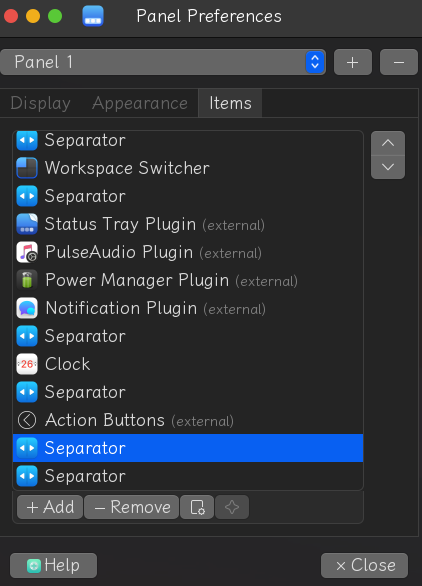 Panel Preferences
Panel 1
Display Appearance Items
Separator
Workspace Switcher
Separator
Status Tray Plugin (external)
PulseAudio Plugin (external)
Power Manager Plugin (external)
Notification Plugin (external)
Separator
26
Clock
Separator
Action Buttons (external)
Separator
Separator
+ Add − Remove
Help × Close